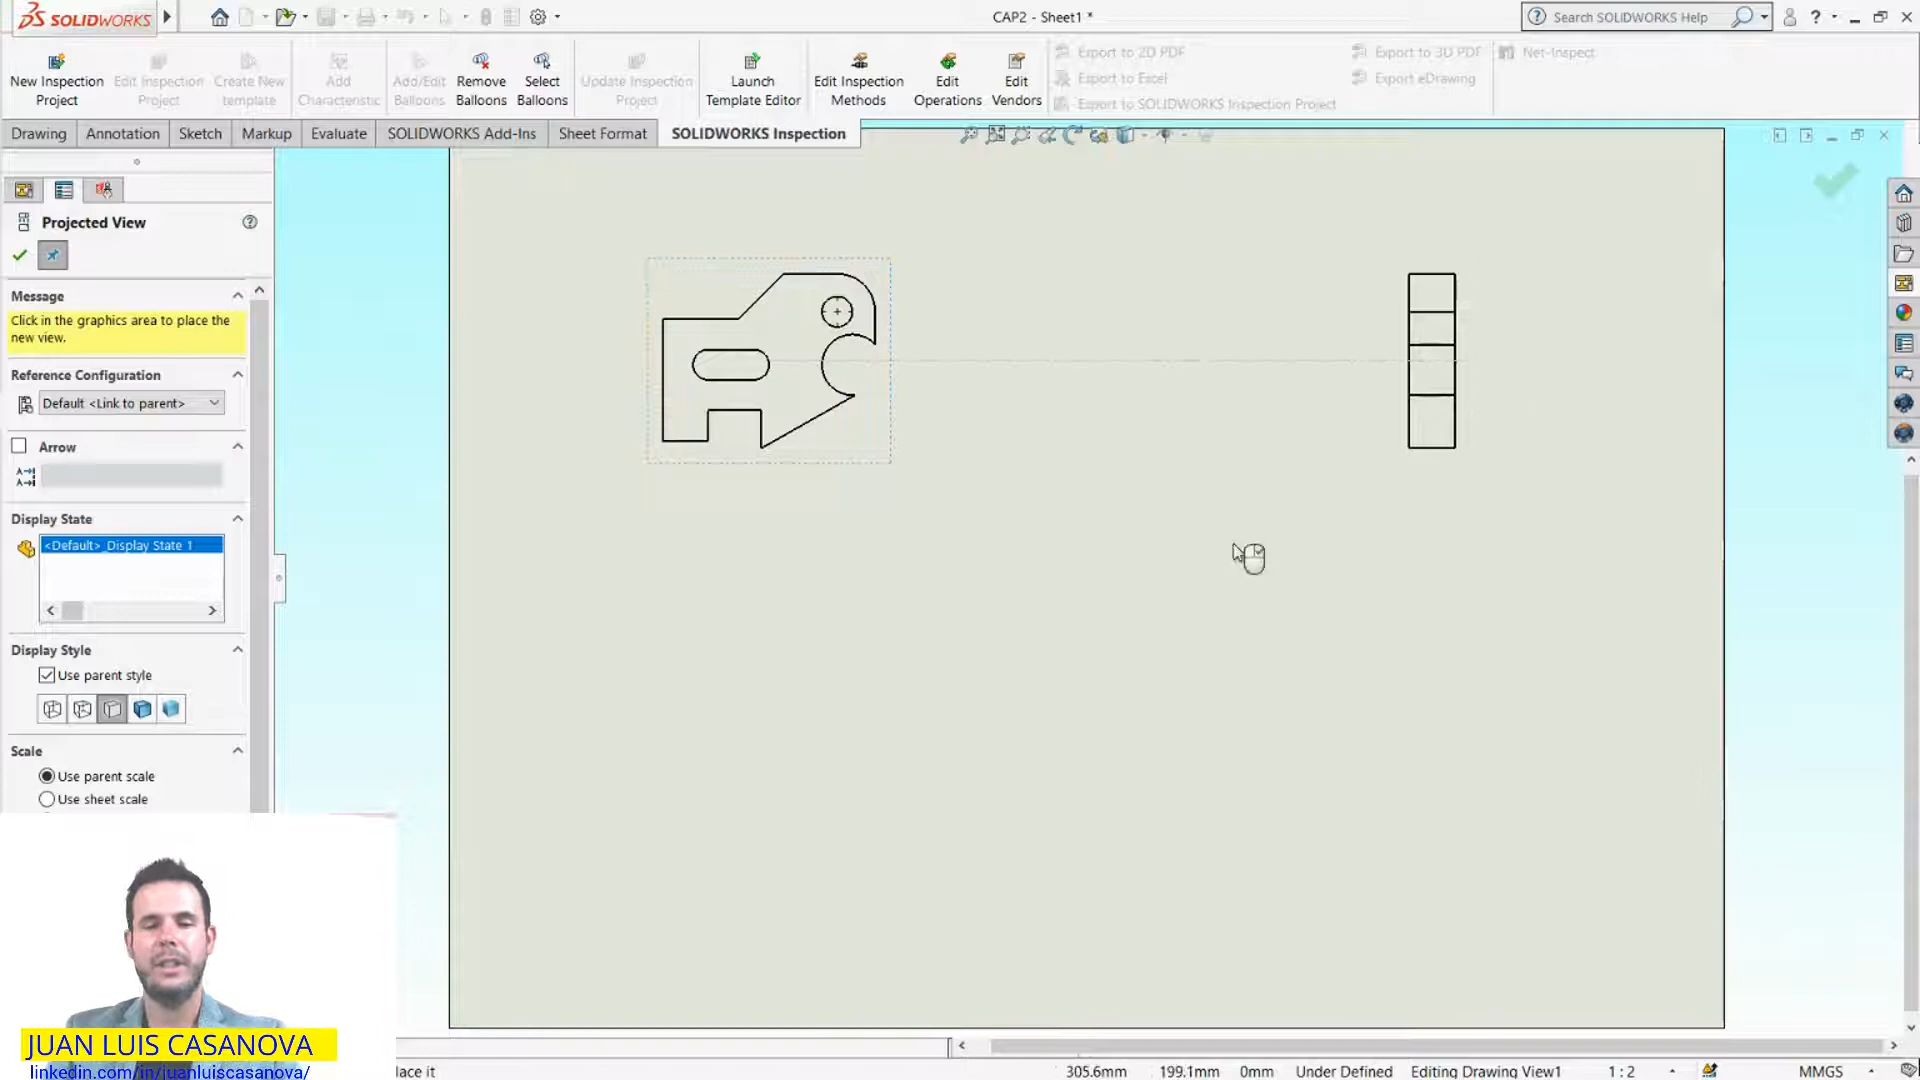 SOLIDWORKS
CAP2 - Sheet1 *
Search SOLIDWORKS Help
New Inspection Project
Edit Inspection Project
Create New template
Add Characteristic
Add/Edit Balloons
Remove Balloons
Select Balloons
Update Inspection Project
Launch Template Editor
Edit Inspection Methods
Edit Operations
Edit Vendors
Export to 2D PDF
Export to Excel
Export to SOLIDWORKS Inspection Project
Export to 3D PDF
Export eDrawing
Net-Inspect
Drawing
Annotation
Sketch
Markup
Evaluate
SOLIDWORKS Add-Ins
Sheet Format
SOLIDWORKS Inspection
Projected View
Message
Click in the graphics area to place the
new view.
Reference Configuration
Default <Link to parent>
Arrow
Display State
<Default>_Display State 1
Display Style
Use parent style
Scale
Use parent scale
Use sheet scale
JUAN LUIS CASANOVA
linkedin.com/in/juanluiscasanova/
lace it
305.6mm
199.1mm
0mm
Under Defined
Editing Drawing View1
1 : 2
MMGS